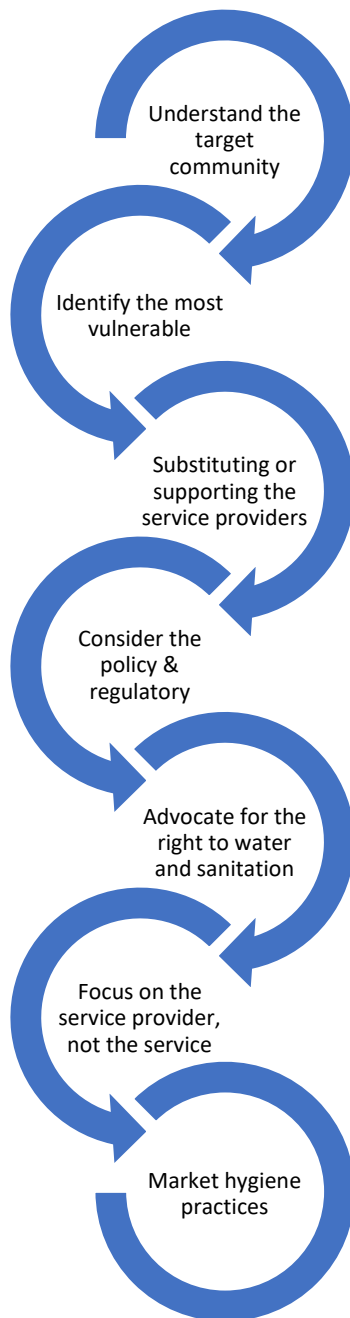 Understand the
target
community
Identify the most
vulnerable
Substituting or
supporting the
service providers
Consider the
policy &
regulatory
Advocate for the
right to water
and sanitation
Focus on the
service provider,
not the service
Market hygiene
practices